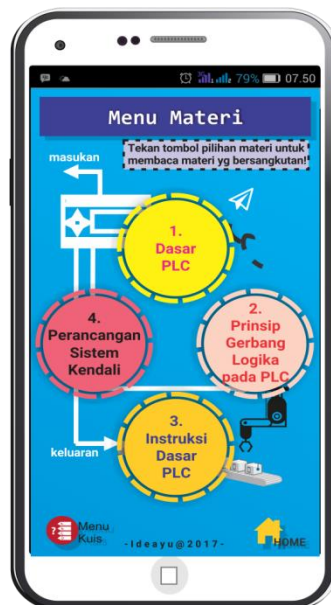 79% 07.50
Menu Materi
Tekan tombol pilihan materi untuk
membaca materi yg bersangkutan!
masukan
1.
Dasar
PLC
2.
Prinsip
Gerbang
Logika
pada PLC
4.
Perancangan
Sistem
Kendali
3.
Instruksi
Dasar
PLC
keluaran
Menu
Kuis
-Ideayu@2017-
HOME